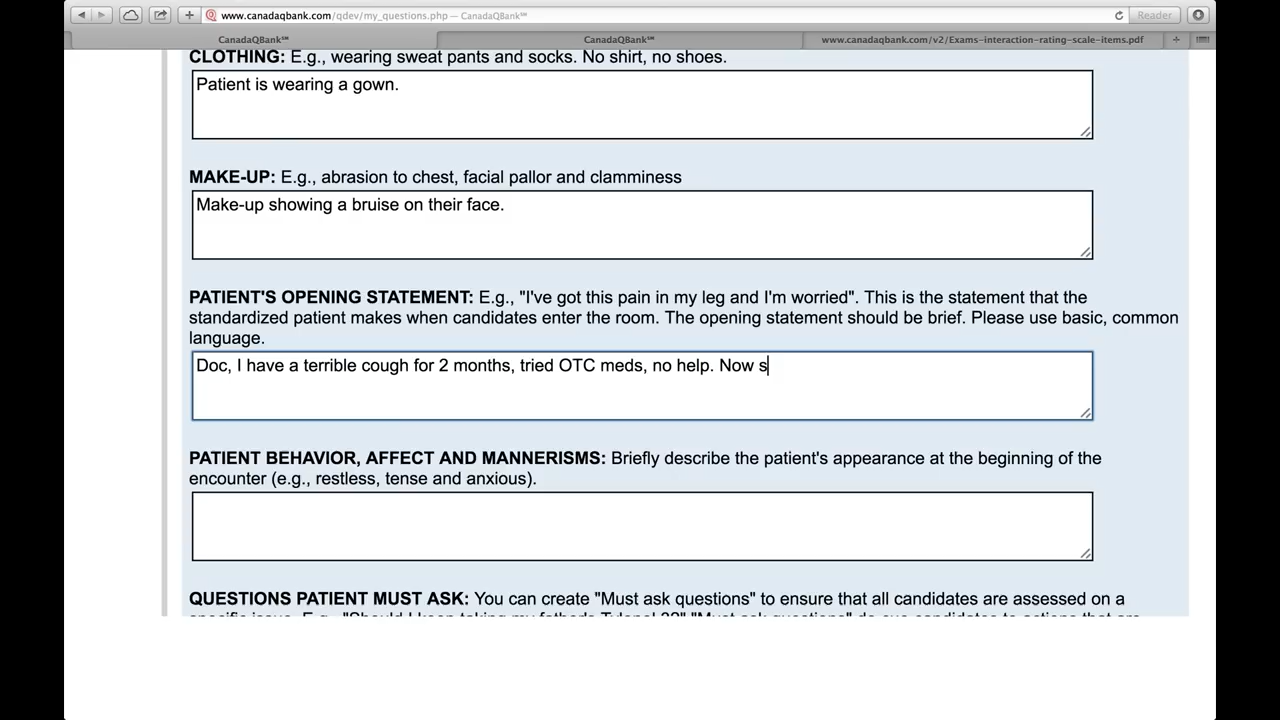 www.canadaqbank.com/qdev/my_questions.php — CanadaQBank℠
Reader
CanadaQBank℠
CanadaQBank℠
www.canadaqbank.com/v2/Exams-interaction-rating-scale-items.pdf
CLOTHING: E.g., wearing sweat pants and socks. No shirt, no shoes.
Patient is wearing a gown.
MAKE-UP: E.g., abrasion to chest, facial pallor and clamminess
Make-up showing a bruise on their face.
PATIENT'S OPENING STATEMENT: E.g., "I've got this pain in my leg and I'm worried". This is the statement that the
standardized patient makes when candidates enter the room. The opening statement should be brief. Please use basic, common
language.
Doc, I have a terrible cough for 2 months, tried OTC meds, no help. Now s
PATIENT BEHAVIOR, AFFECT AND MANNERISMS: Briefly describe the patient's appearance at the beginning of the
encounter (e.g., restless, tense and anxious).
QUESTIONS PATIENT MUST ASK: You can create "Must ask questions" to ensure that all candidates are assessed on a